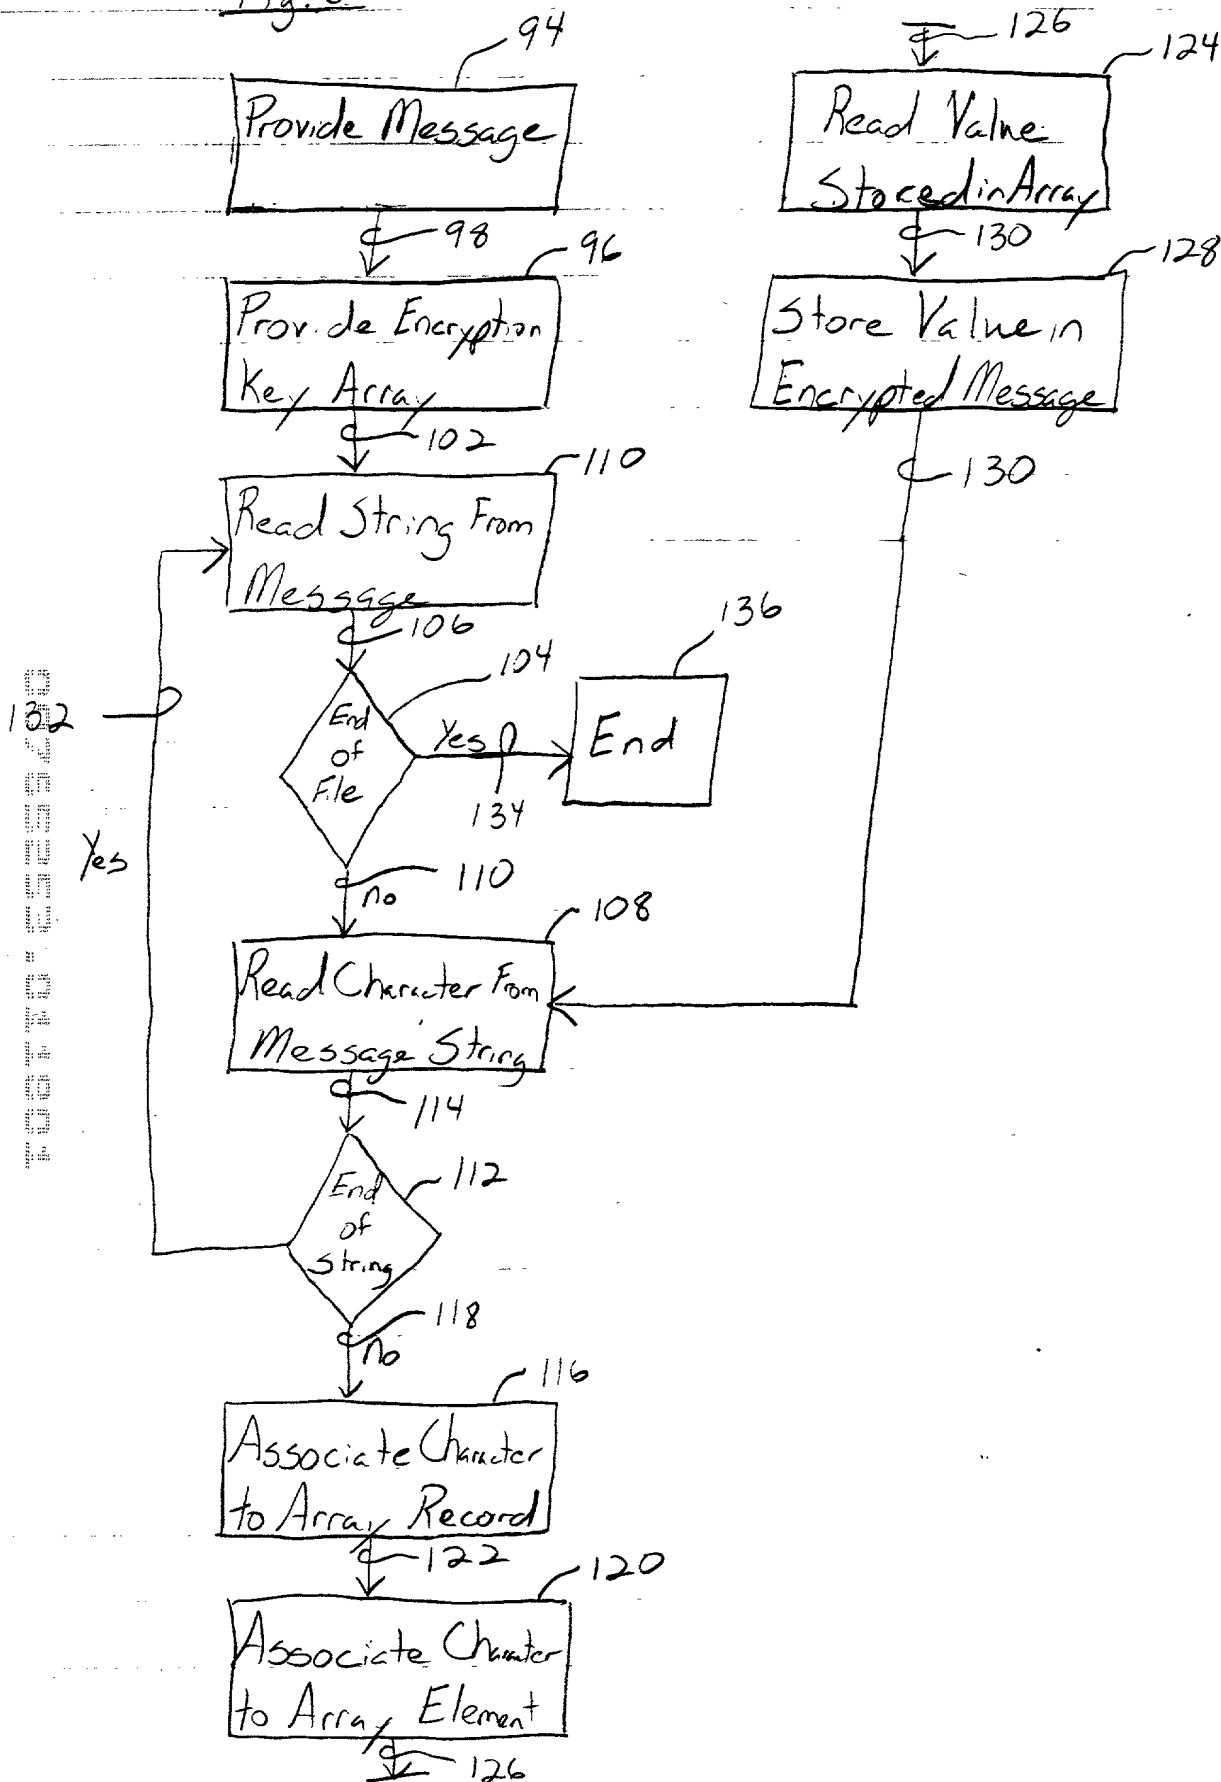 94
Provide Message
98
96
Provide Encryption
Key Array
102
110
Read String From
Message
106
104
End
of
File
Yes
134
136
End
132
Yes
110
no
108
Read Character From
Message String
114
112
End
of
String
118
no
116
Associate Character
to Array Record
122
120
Associate Character
to Array Element
126
126
124
Read Value
Stored in Array
130
128
Store Value in
Encrypted Message
130